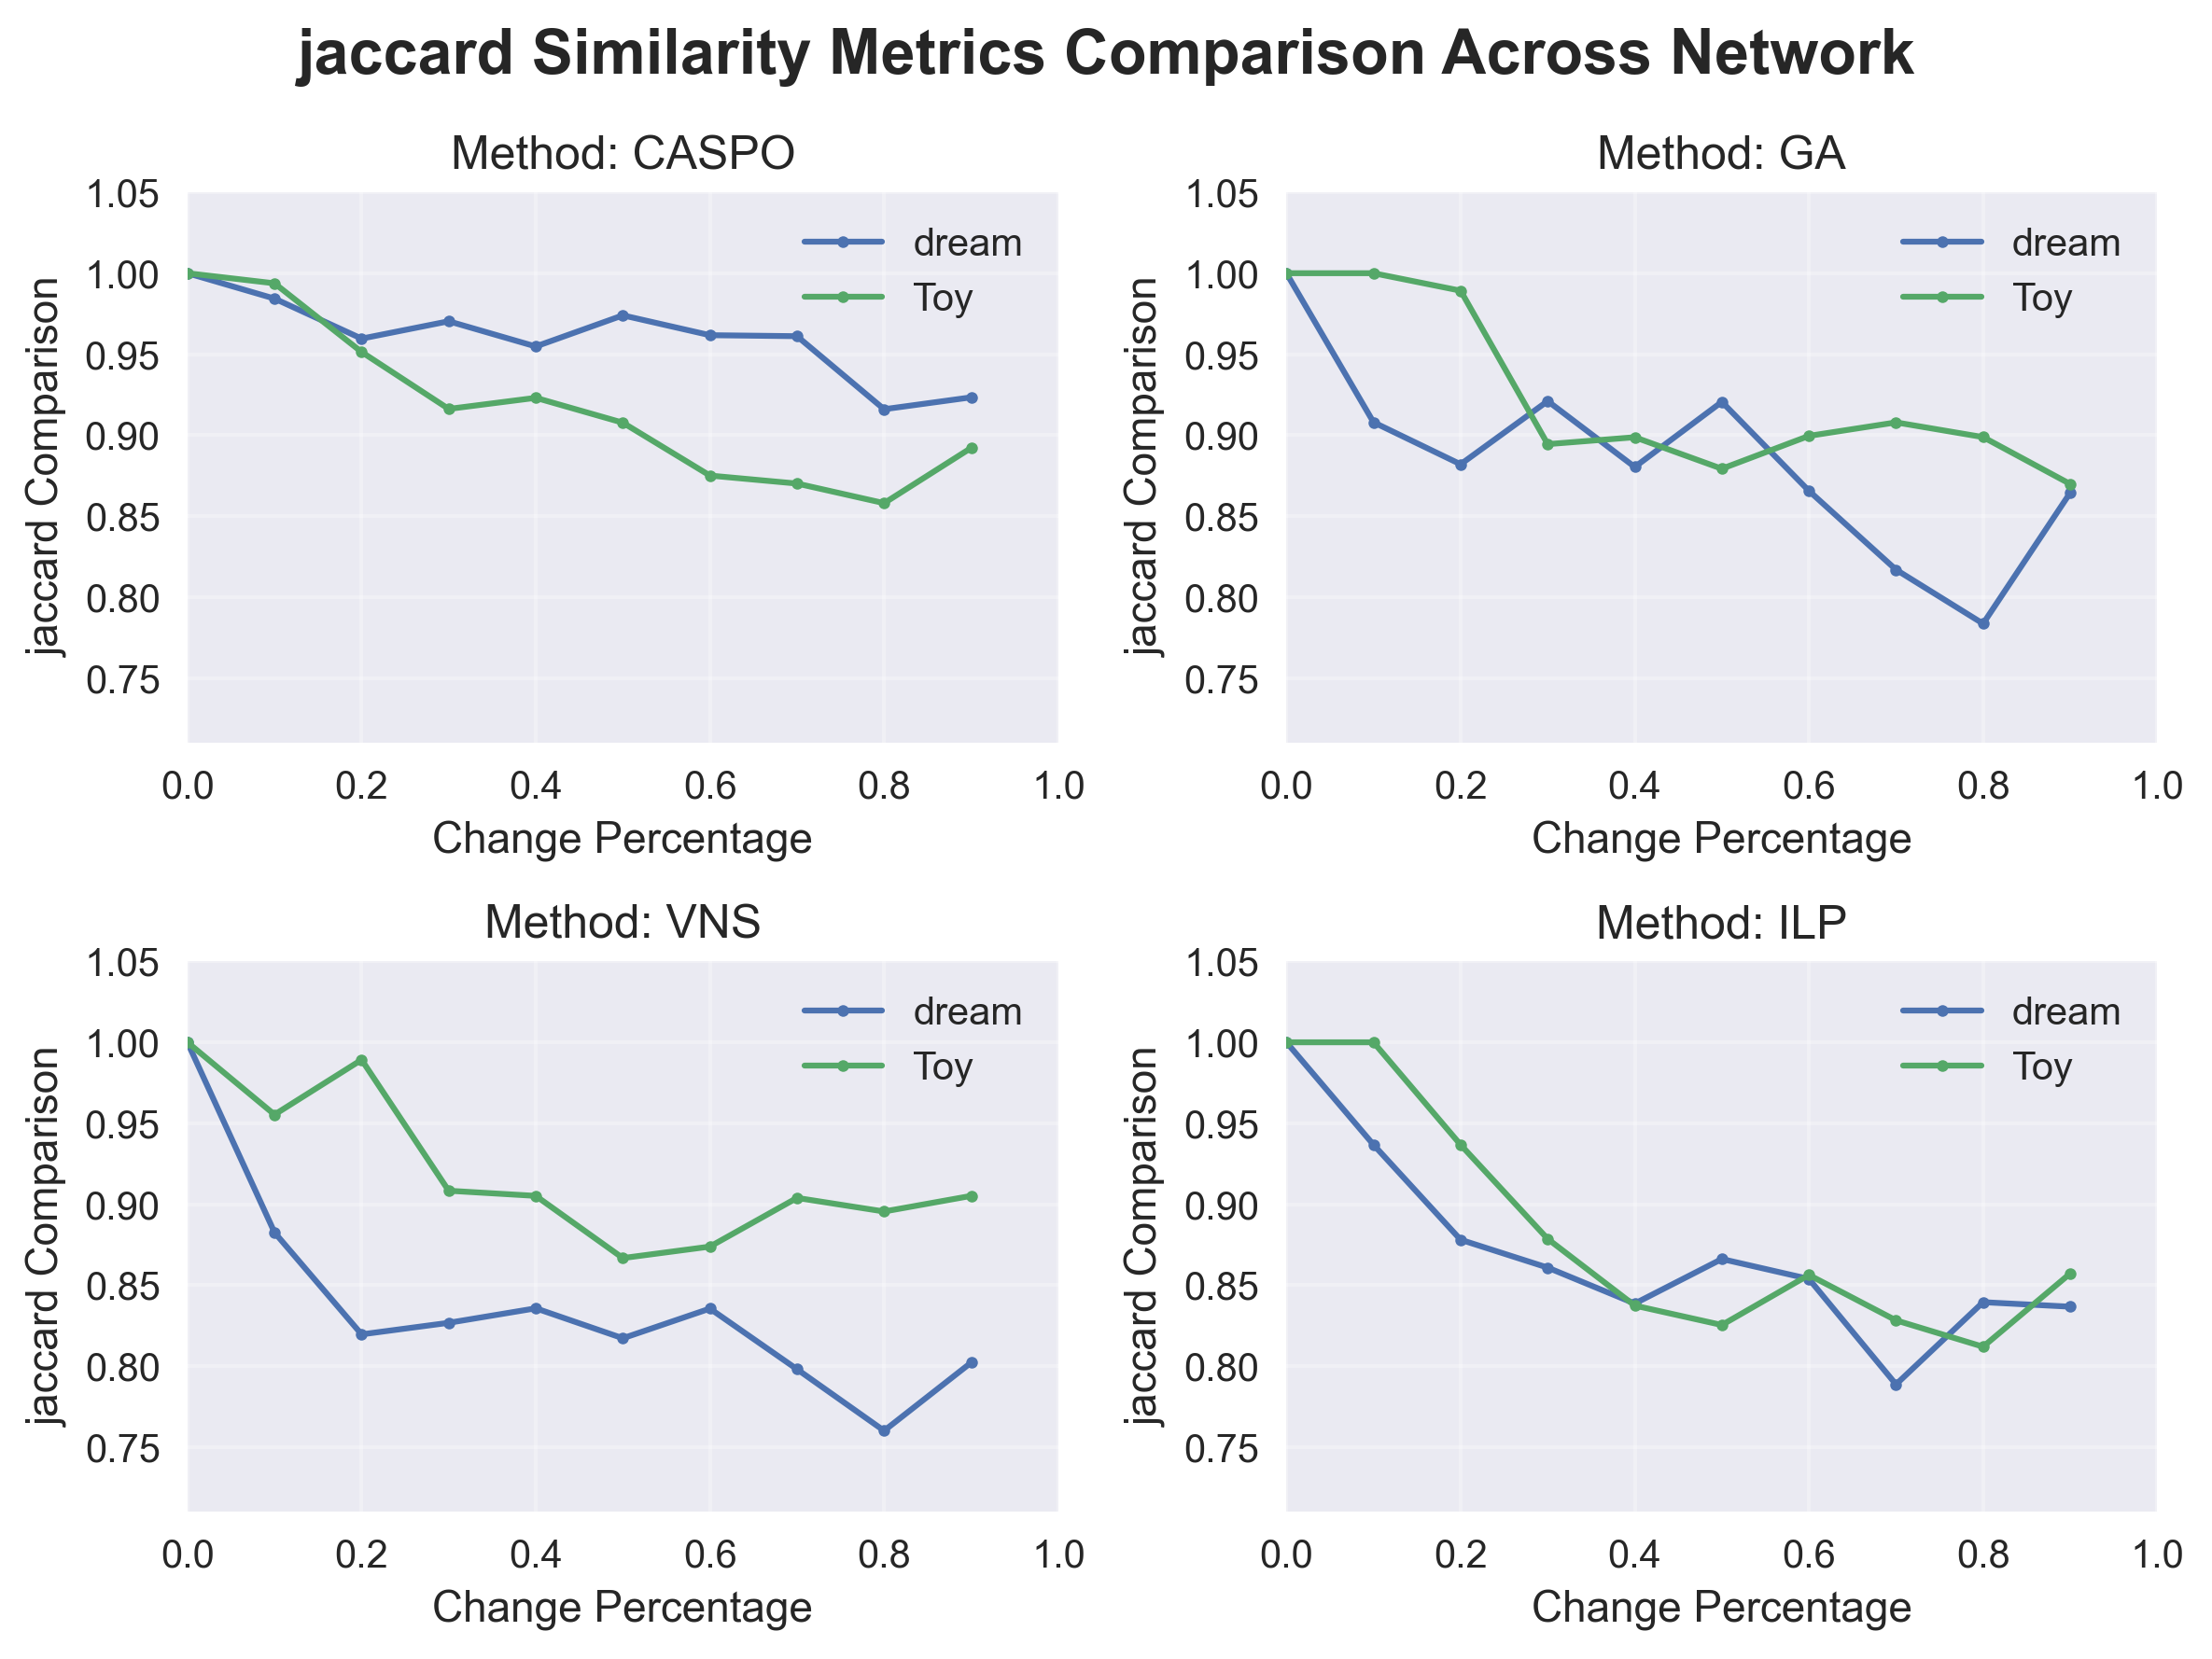 jaccard Similarity Metrics Comparison Across Network
Method: CASPO
1.05
1.00
0.95
0.90
0.85
0.80
0.75
jaccard Comparison
dream
Toy
0.0 0.2 0.4 0.6 0.8 1.0
Change Percentage
Method: GA
1.05
1.00
0.95
0.90
0.85
0.80
0.75
jaccard Comparison
dream
Toy
0.0 0.2 0.4 0.6 0.8 1.0
Change Percentage
Method: VNS
1.05
1.00
0.95
0.90
0.85
0.80
0.75
jaccard Comparison
dream
Toy
0.0 0.2 0.4 0.6 0.8 1.0
Change Percentage
Method: ILP
1.05
1.00
0.95
0.90
0.85
0.80
0.75
jaccard Comparison
dream
Toy
0.0 0.2 0.4 0.6 0.8 1.0
Change Percentage